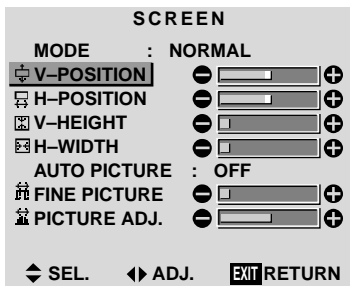 SCREEN
MODE : NORMAL
V–POSITION
H–POSITION
V–HEIGHT
H–WIDTH
AUTO PICTURE : OFF
FINE PICTURE
PICTURE ADJ.
SEL. ADJ. EXIT RETURN